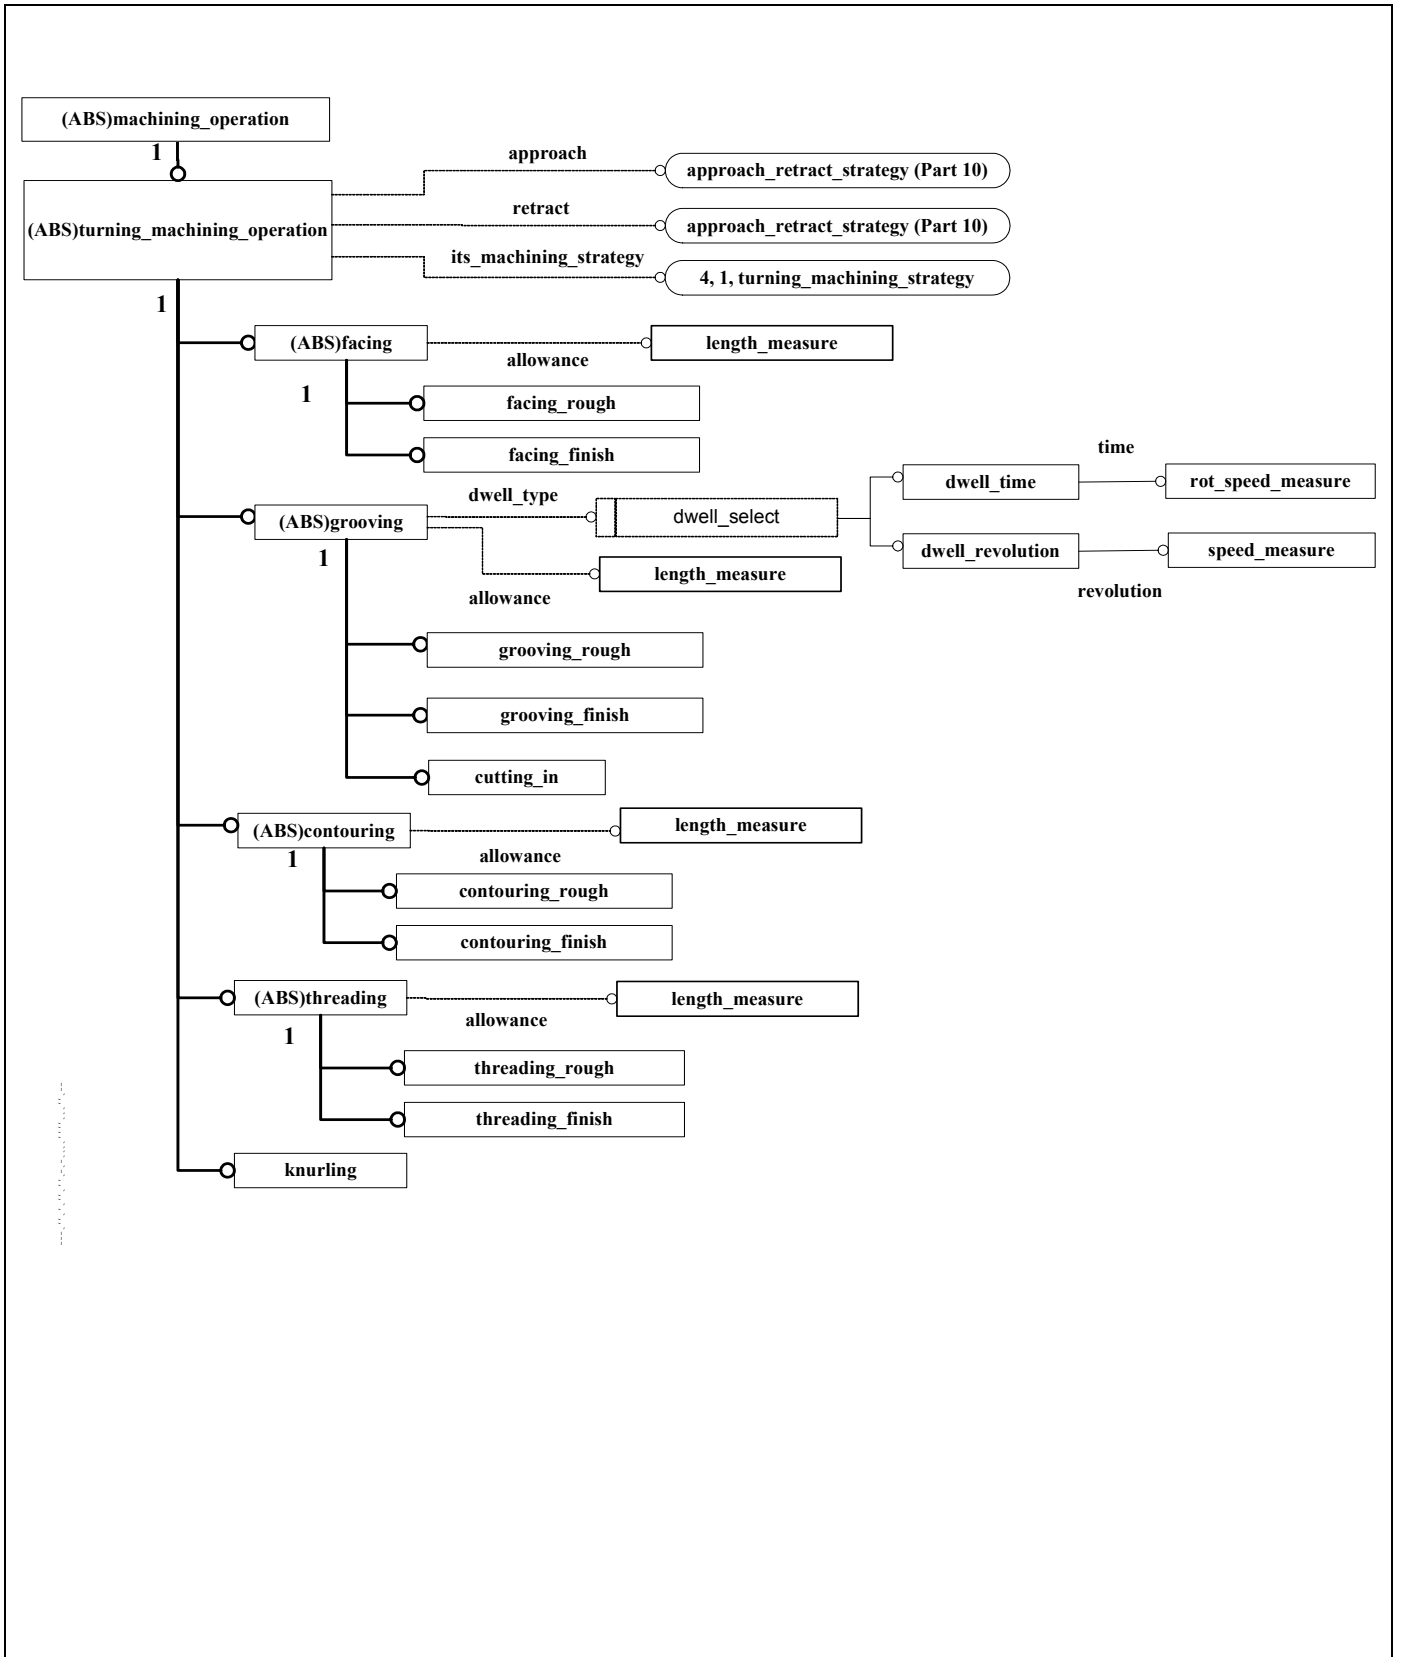 (ABS)machining_operation
1
approach
approach_retract_strategy (Part 10)
(ABS)turning_machining_operation
retract
approach_retract_strategy (Part 10)
its_machining_strategy
4, 1, turning_machining_strategy
1
(ABS)facing
length_measure
allowance
1
facing_rough
facing_finish
time
dwell_time
rot_speed_measure
dwell_type
(ABS)grooving
dwell_select
1
dwell_revolution
speed_measure
length_measure
allowance
revolution
grooving_rough
grooving_finish
cutting_in
(ABS)contouring
length_measure
1
allowance
contouring_rough
contouring_finish
(ABS)threading
length_measure
allowance
1
threading_rough
threading_finish
knurling